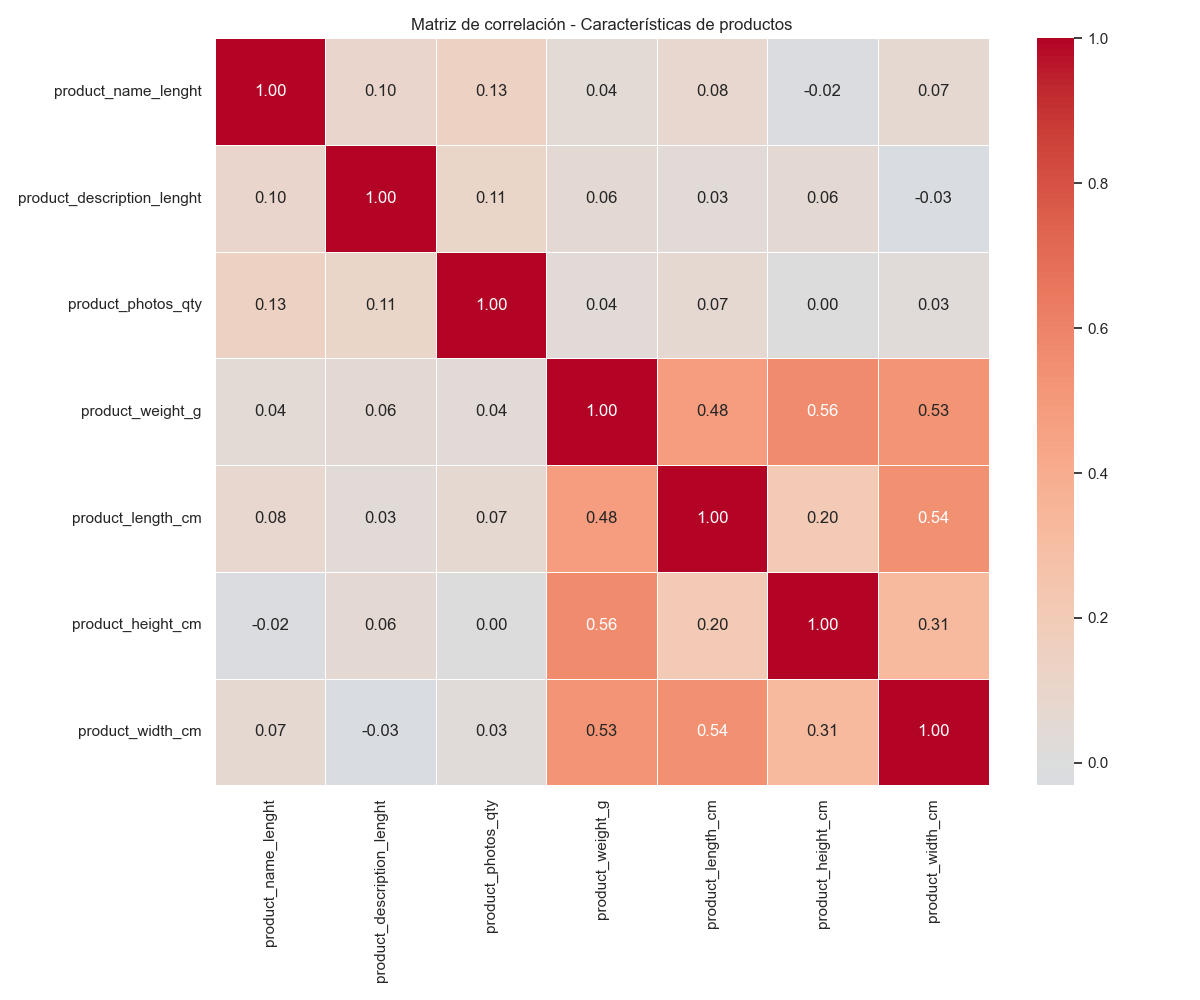 Matriz de correlación - Características de productos
product_name_lenght 1.00 0.10 0.13 0.04 0.08 -0.02 0.07
product_description_lenght 0.10 1.00 0.11 0.06 0.03 0.06 -0.03
product_photos_qty 0.13 0.11 1.00 0.04 0.07 0.00 0.03
product_weight_g 0.04 0.06 0.04 1.00 0.48 0.56 0.53
product_length_cm 0.08 0.03 0.07 0.48 1.00 0.20 0.54
product_height_cm -0.02 0.06 0.00 0.56 0.20 1.00 0.31
product_width_cm 0.07 -0.03 0.03 0.53 0.54 0.31 1.00
product_name_lenght
product_description_lenght
product_photos_qty
product_weight_g
product_length_cm
product_height_cm
product_width_cm
1.0
0.8
0.6
0.4
0.2
0.0